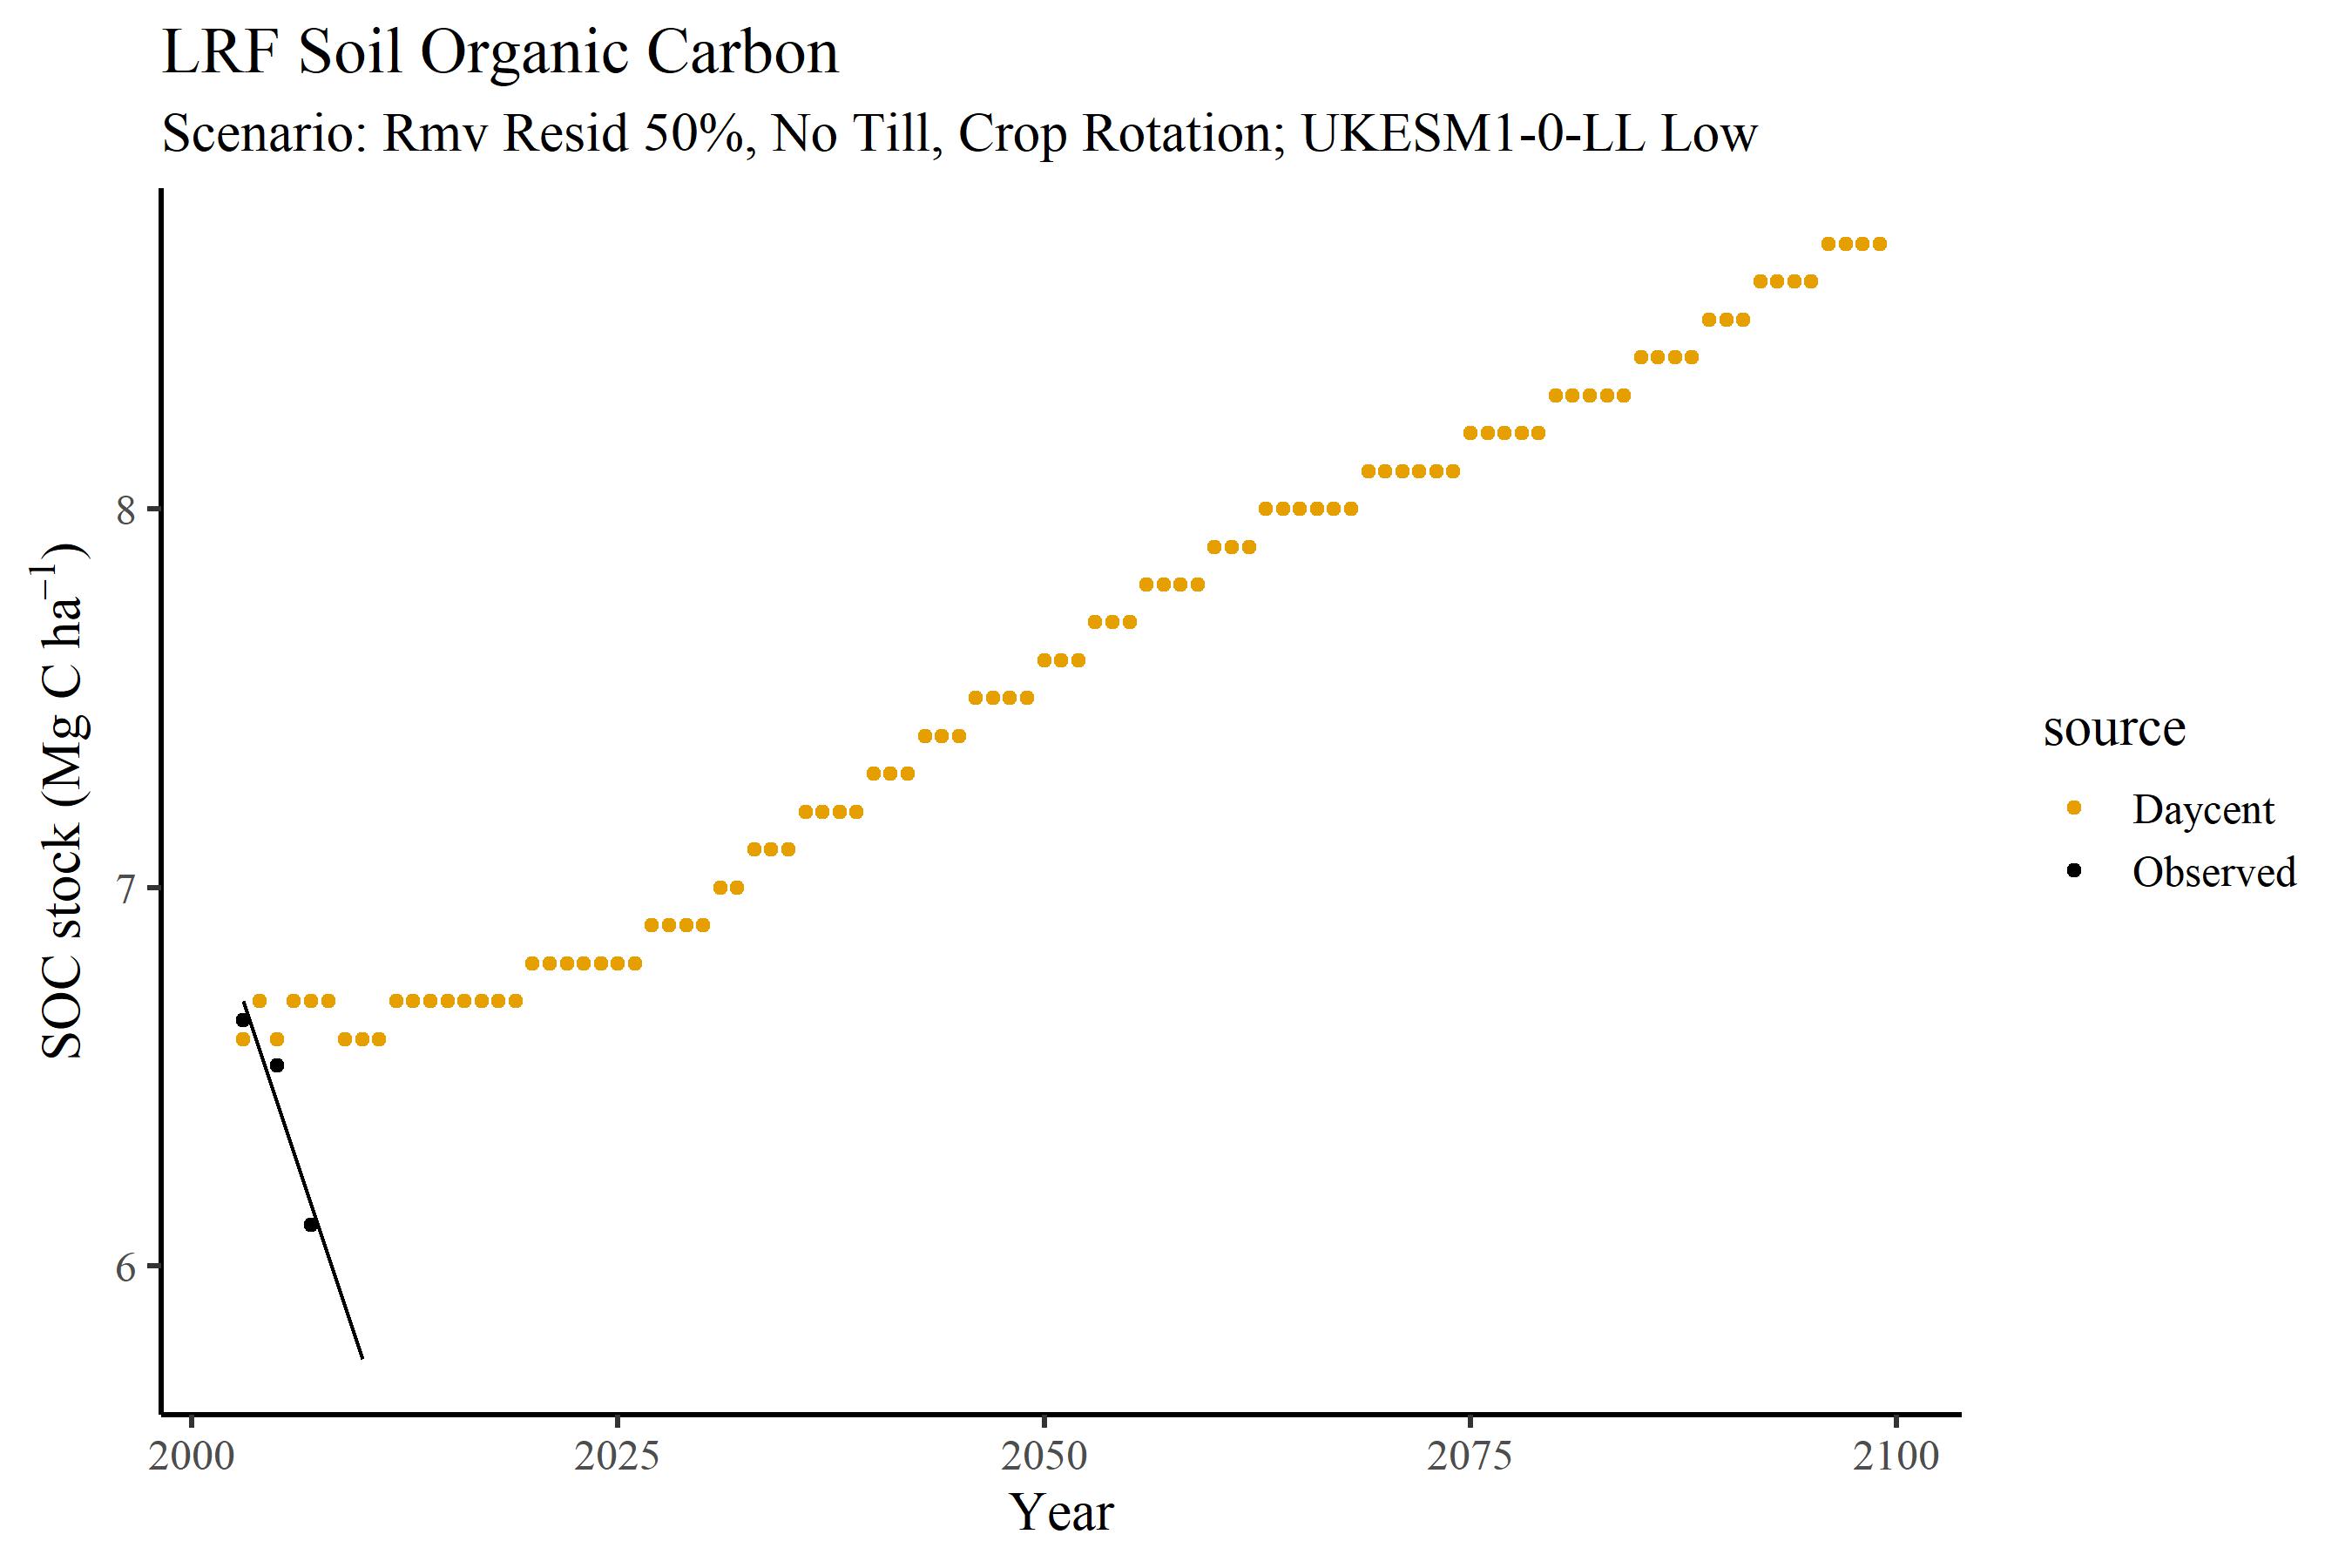 LRF Soil Organic Carbon
Scenario: Rmv Resid 50%, No Till, Crop Rotation; UKESM1-0-LL Low
SOC stock (Mg C ha⁻¹)
8
7
6
2000 2025 2050 2075 2100
Year
source
Daycent
Observed